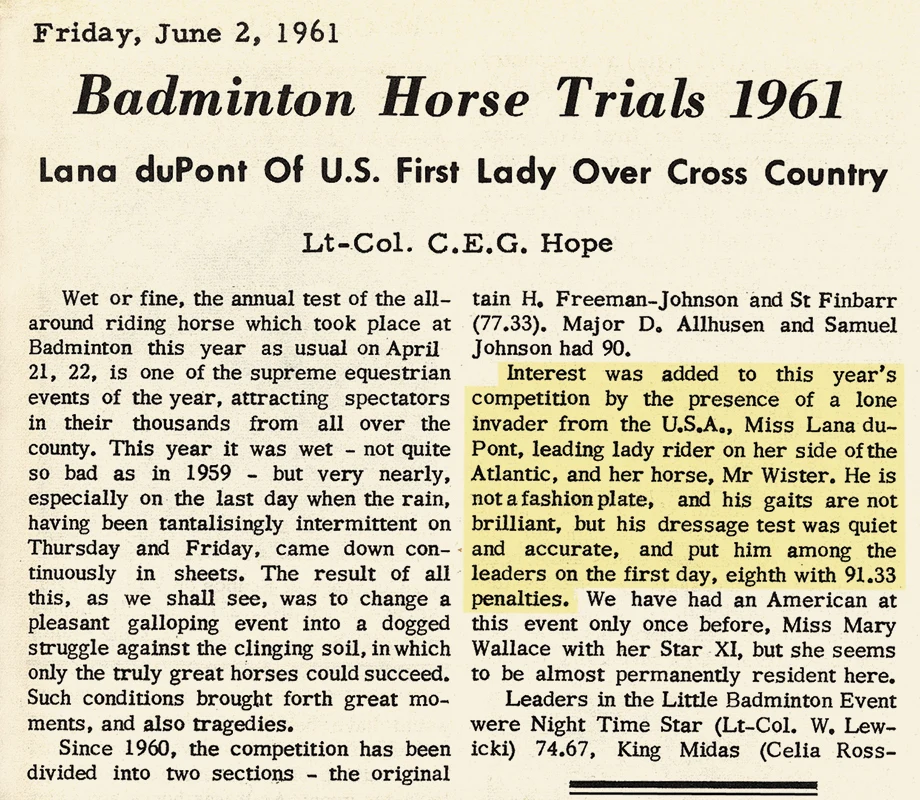 Friday, June 2, 1961
Badminton Horse Trials 1961
Lana duPont Of U.S. First Lady Over Cross Country
Lt-Col. C.E.G. Hope
Wet or fine, the annual test of the all-
around riding horse which took place at
Badminton this year as usual on April
21, 22, is one of the supreme equestrian
events of the year, attracting spectators
in their thousands from all over the
county. This year it was wet - not quite
so bad as in 1959 - but very nearly,
especially on the last day when the rain,
having been tantalisingly intermittent on
Thursday and Friday, came down con-
tinuously in sheets. The result of all
this, as we shall see, was to change a
pleasant galloping event into a dogged
struggle against the clinging soil, in which
only the truly great horses could succeed.
Such conditions brought forth great mo-
ments, and also tragedies.
Since 1960, the competition has been
divided into two sections - the original
tain H. Freeman-Johnson and St Finbarr
(77.33). Major D. Allhusen and Samuel
Johnson had 90.
Interest was added to this year's
competition by the presence of a lone
invader from the U.S.A., Miss Lana du-
Pont, leading lady rider on her side of the
Atlantic, and her horse, Mr Wister. He is
not a fashion plate, and his gaits are not
brilliant, but his dressage test was quiet
and accurate, and put him among the
leaders on the first day, eighth with 91.33
penalties. We have had an American at
this event only once before, Miss Mary
Wallace with her Star XI, but she seems
to be almost permanently resident here.
Leaders in the Little Badminton Event
were Night Time Star (Lt-Col. W. Lew-
icki) 74.67, King Midas (Celia Ross-